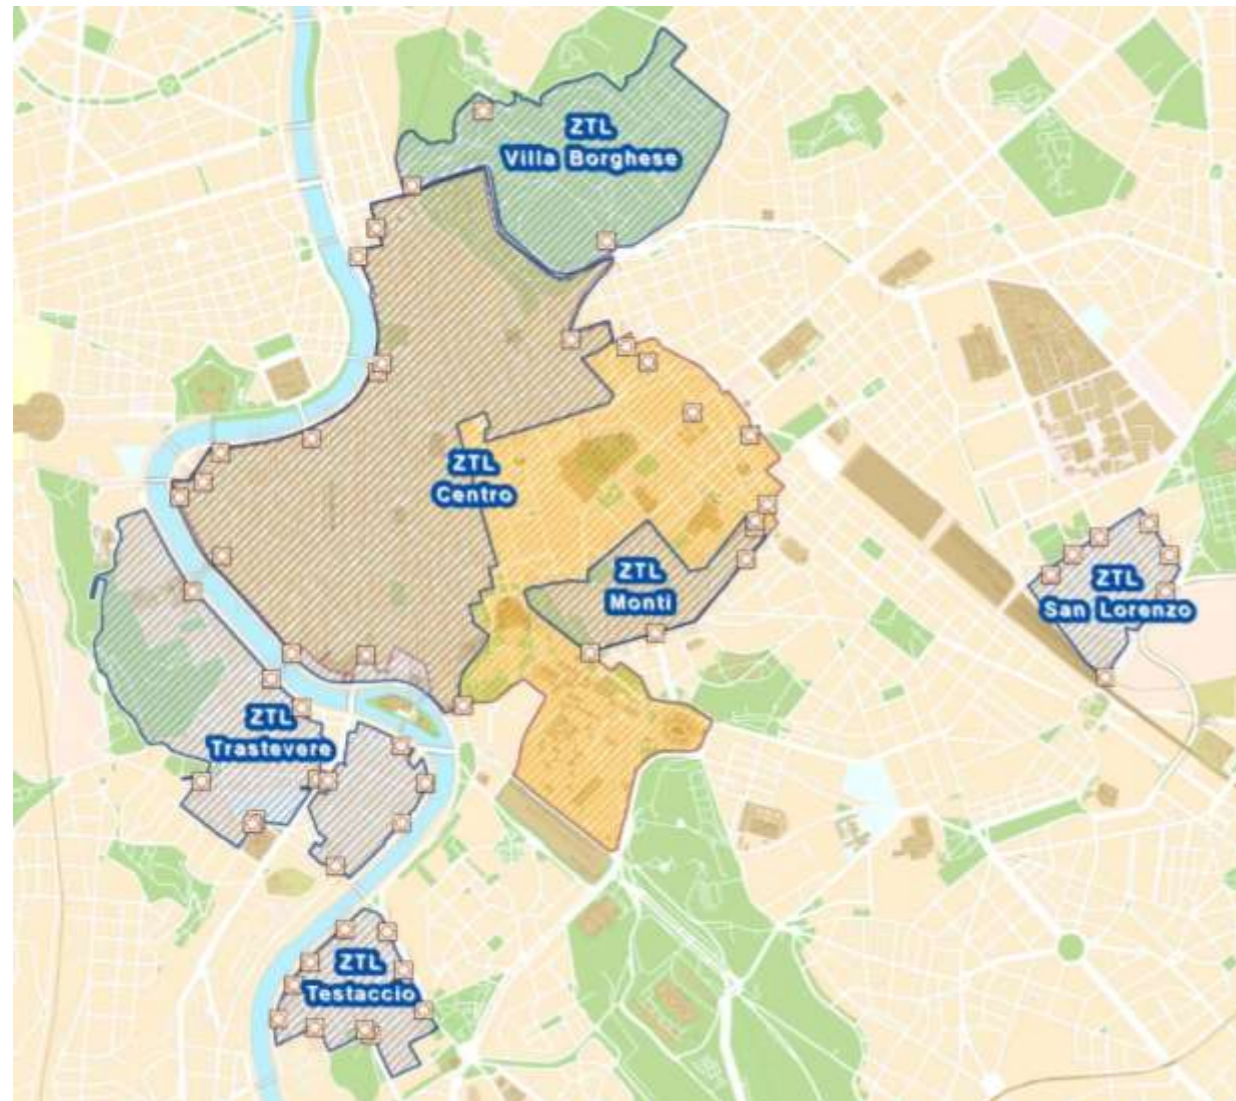 ZTL
Villa Borghese
ZTL
Centro
ZTL
Monti
ZTL
San Lorenzo
ZTL
Trastevere
ZTL
Testaccio